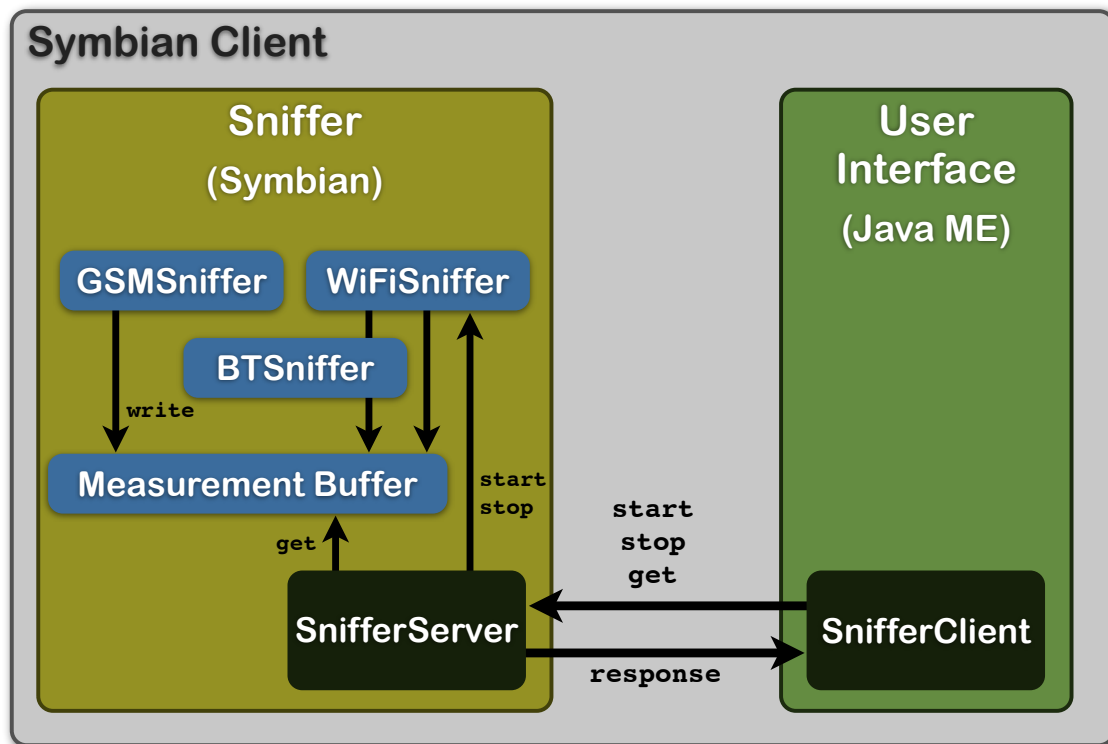 Symbian Client
Sniffer
(Symbian)
GSMSniffer
WiFiSniffer
BTSniffer
write
Measurement Buffer
start
stop
get
SnifferServer
start
stop
get
response
User
Interface
(Java ME)
SnifferClient